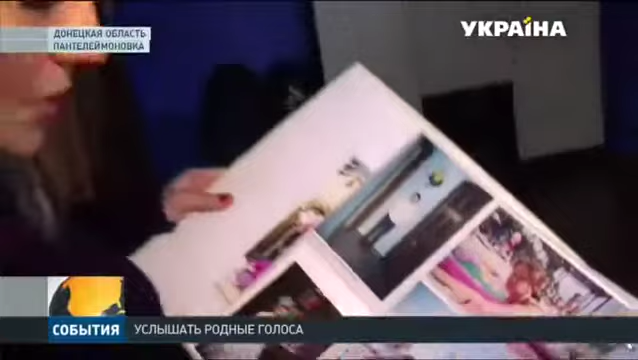 ДОНЕЦКАЯ ОБЛАСТЬ
ПАНТЕЛЕЙМОНОВКА
УКРАЇНА
СОБЫТИЯ
УСЛЫШАТЬ РОДНЫЕ ГОЛОСА